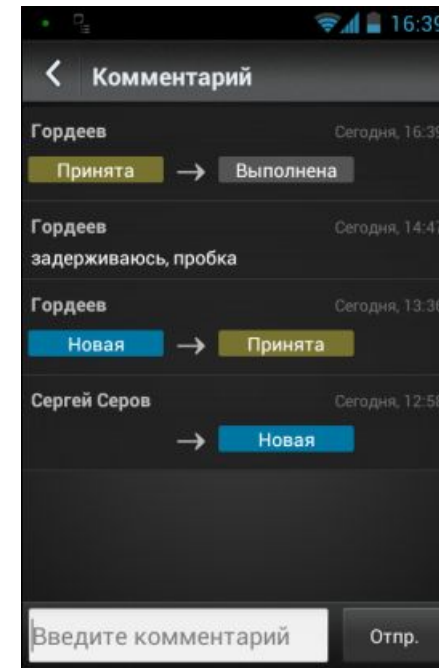 16:39
Комментарий
Гордеев Сегодня, 16:39
Принята → Выполнена
Гордеев Сегодня, 14:47
задерживаюсь, пробка
Гордеев Сегодня, 13:36
Новая → Принята
Сергей Серов Сегодня, 12:58
→ Новая
Введите комментарий Отпр.